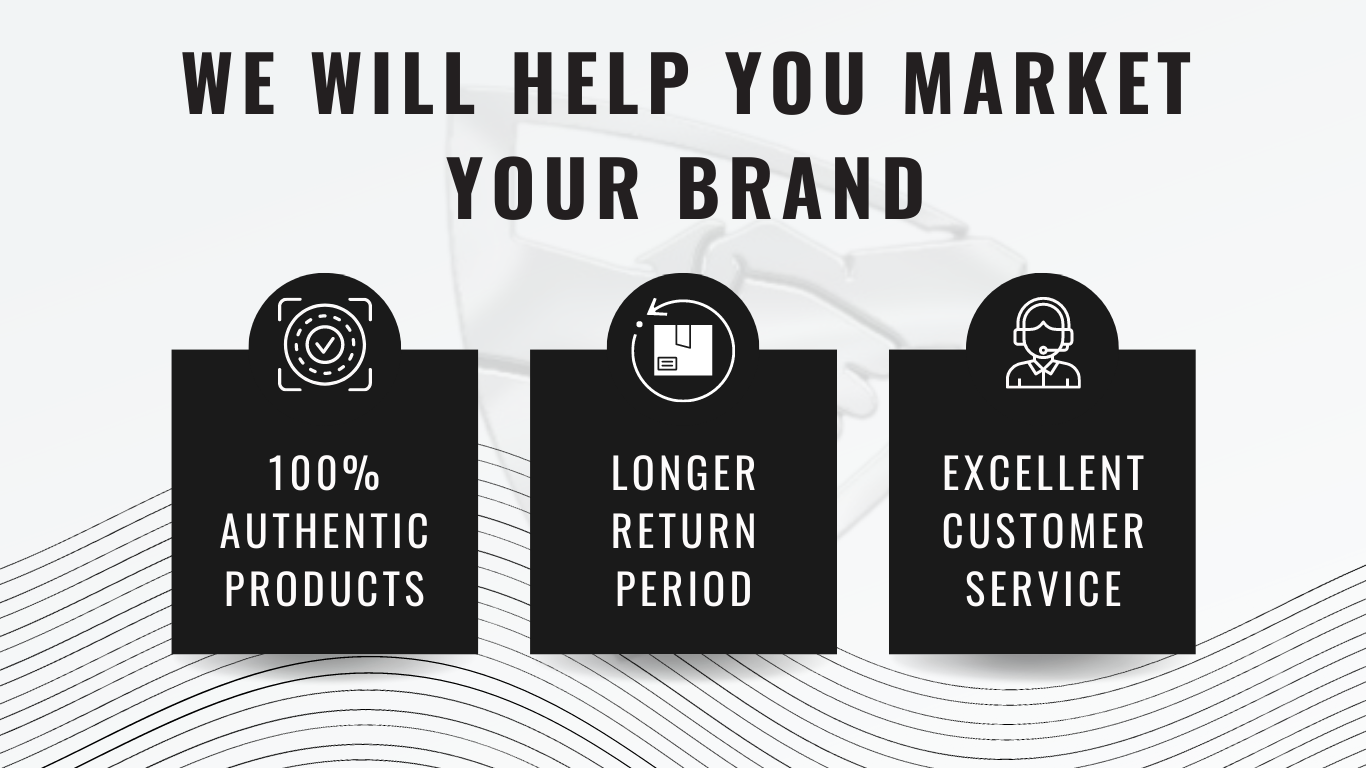 WE WILL HELP YOU MARKET
YOUR BRAND
100%
AUTHENTIC
PRODUCTS
LONGER
RETURN
PERIOD
EXCELLENT
CUSTOMER
SERVICE